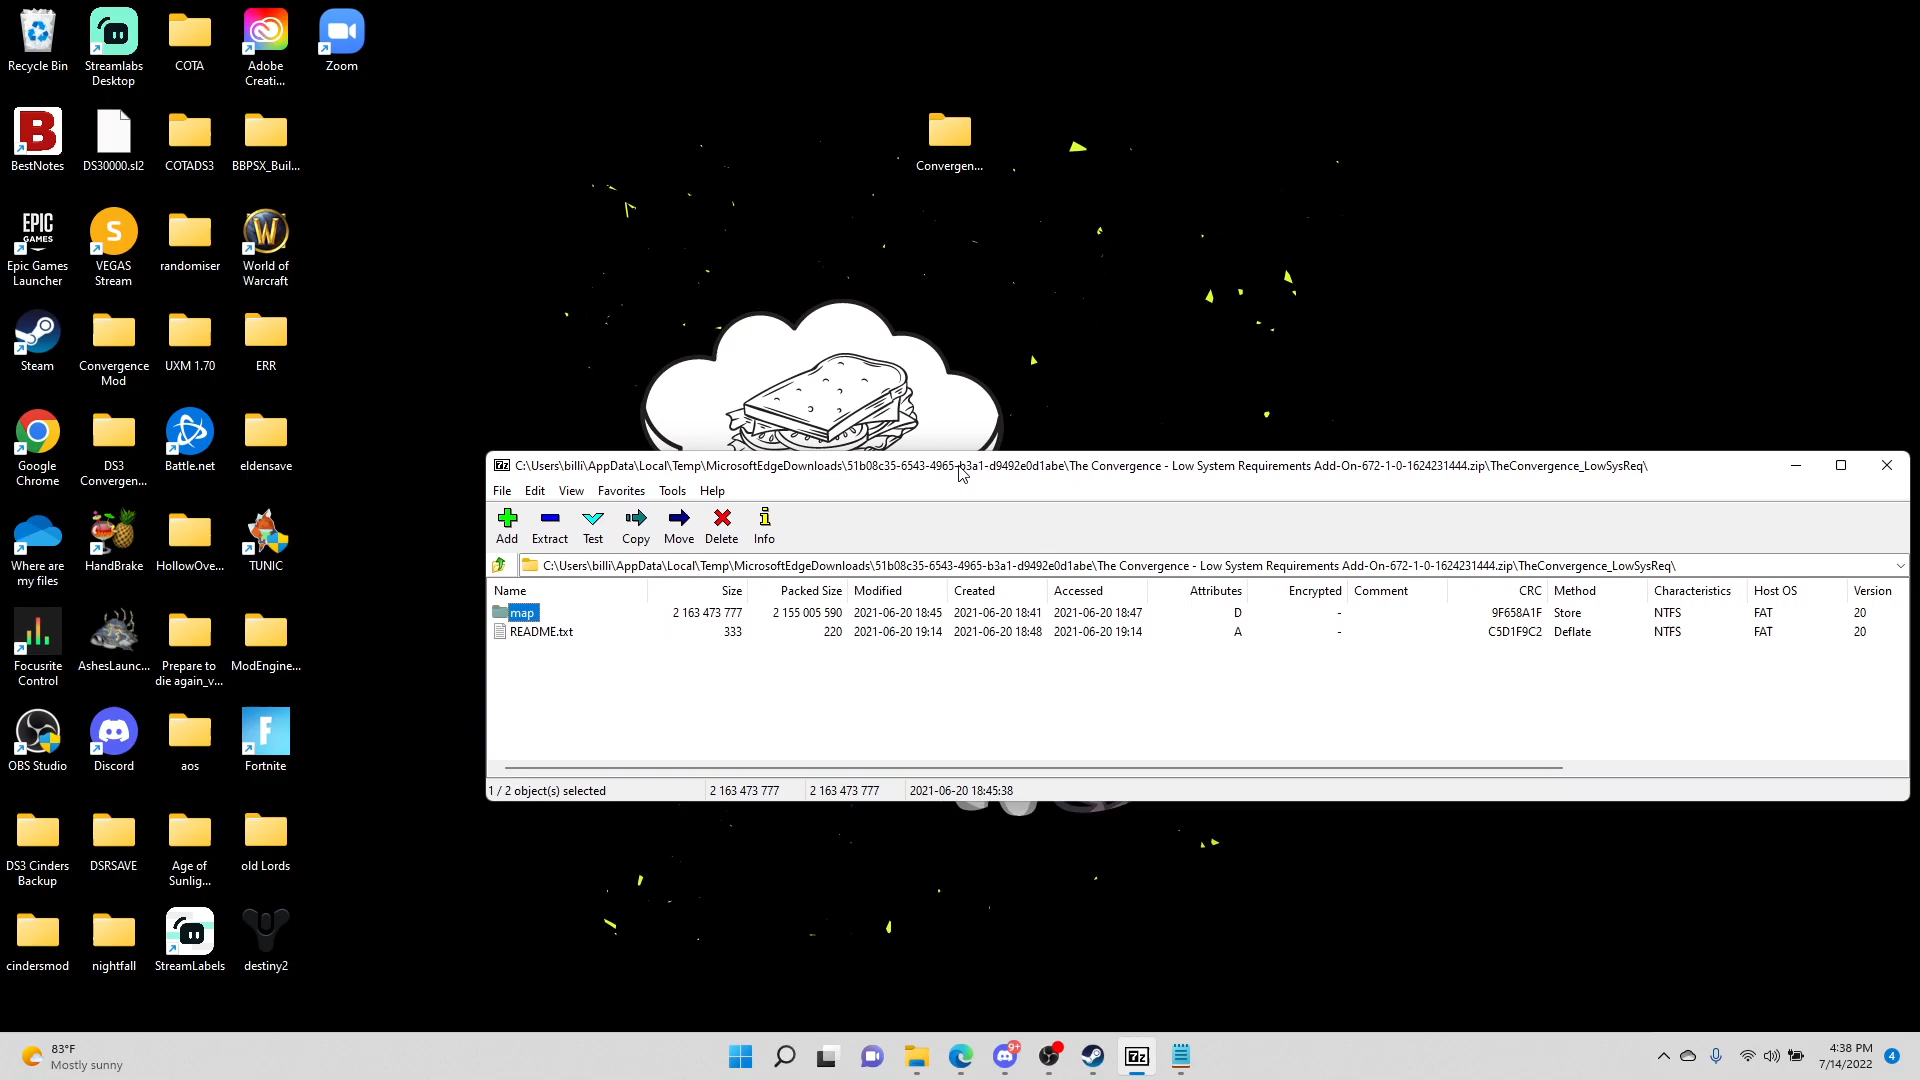 Recycle Bin
Streamlabs
Desktop
COTA
Adobe
Creati...
Zoom
B
BestNotes
DS30000.sl2
COTADS3
BBPSX_Buil...
Convergen...
EPIC
GAMES
Epic Games
Launcher
S
VEGAS
Stream
randomiser
W
World of
Warcraft
Steam
Convergence
Mod
UXM 1.70
ERR
Google
Chrome
DS3
Convergen...
Battle.net
eldensave
Where are
my files
HandBrake
HollowOve...
TUNIC
Focusrite
Control
AshesLaunc...
Prepare to
die again_v...
ModEngine...
OBS Studio
Discord
aos
F
Fortnite
DS3 Cinders
Backup
DSRSAVE
Age of
Sunlig...
old Lords
cindersmod
nightfall
StreamLabels
destiny2
7z C:\Users\billi\AppData\Local\Temp\MicrosoftEdgeDownloads\51b08c35-6543-4965-b3a1-d9492e0d1abe\The Convergence - Low System Requirements Add-On-672-1-0-1624231444.zip\TheConvergence_LowSysReq\
File Edit View Favorites Tools Help
Add Extract Test Copy Move Delete Info
C:\Users\billi\AppData\Local\Temp\MicrosoftEdgeDownloads\51b08c35-6543-4965-b3a1-d9492e0d1abe\The Convergence - Low System Requirements Add-On-672-1-0-1624231444.zip\TheConvergence_LowSysReq\
Name Size Packed Size Modified Created Accessed Attributes Encrypted Comment CRC Method Characteristics Host OS Version
map 2 163 473 777 2 155 005 590 2021-06-20 18:45 2021-06-20 18:41 2021-06-20 18:47 D - 9F658A1F Store NTFS FAT 20
README.txt 333 220 2021-06-20 19:14 2021-06-20 18:48 2021-06-20 19:14 A - C5D1F9C2 Deflate NTFS FAT 20
1 / 2 object(s) selected 2 163 473 777 2 163 473 777 2021-06-20 18:45:38
83°F
Mostly sunny
9+
7z
4:38 PM
7/14/2022
4